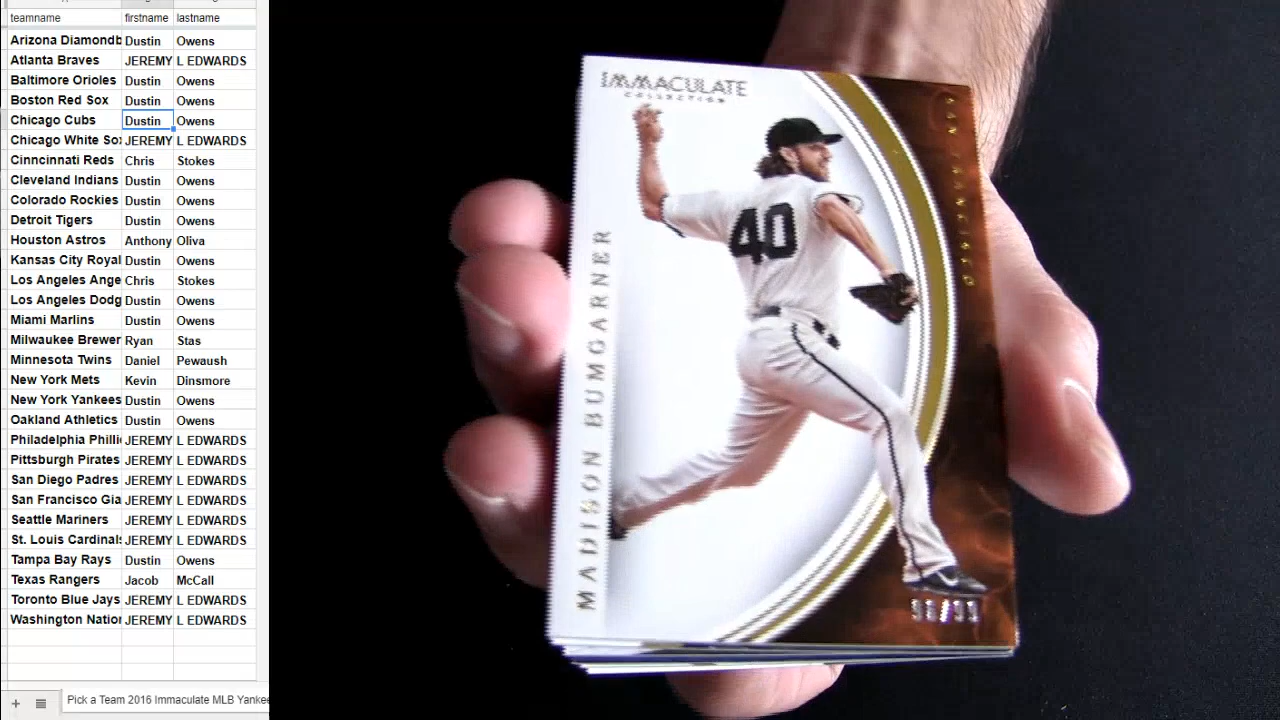 teamname firstname lastname
Arizona Diamondb Dustin Owens
Atlanta Braves JEREMY L EDWARDS
Baltimore Orioles Dustin Owens
Boston Red Sox Dustin Owens
Chicago Cubs Dustin Owens
Chicago White Sox JEREMY L EDWARDS
Cinncinnati Reds Chris Stokes
Cleveland Indians Dustin Owens
Colorado Rockies Dustin Owens
Detroit Tigers Dustin Owens
Houston Astros Anthony Oliva
Kansas City Royal Dustin Owens
Los Angeles Ange Chris Stokes
Los Angeles Dodg Dustin Owens
Miami Marlins Dustin Owens
Milwaukee Brewer Ryan Stas
Minnesota Twins Daniel Pewaush
New York Mets Kevin Dinsmore
New York Yankees Dustin Owens
Oakland Athletics Dustin Owens
Philadelphia Philli JEREMY L EDWARDS
Pittsburgh Pirates JEREMY L EDWARDS
San Diego Padres JEREMY L EDWARDS
San Francisco Gia JEREMY L EDWARDS
Seattle Mariners JEREMY L EDWARDS
St. Louis Cardinals JEREMY L EDWARDS
Tampa Bay Rays Dustin Owens
Texas Rangers Jacob McCall
Toronto Blue Jays JEREMY L EDWARDS
Washington Nation JEREMY L EDWARDS
Pick a Team 2016 Immaculate MLB Yankee
IMMACULATE
COLLECTION
MADISON BUMGARNER
40
SAN FRANCISCO